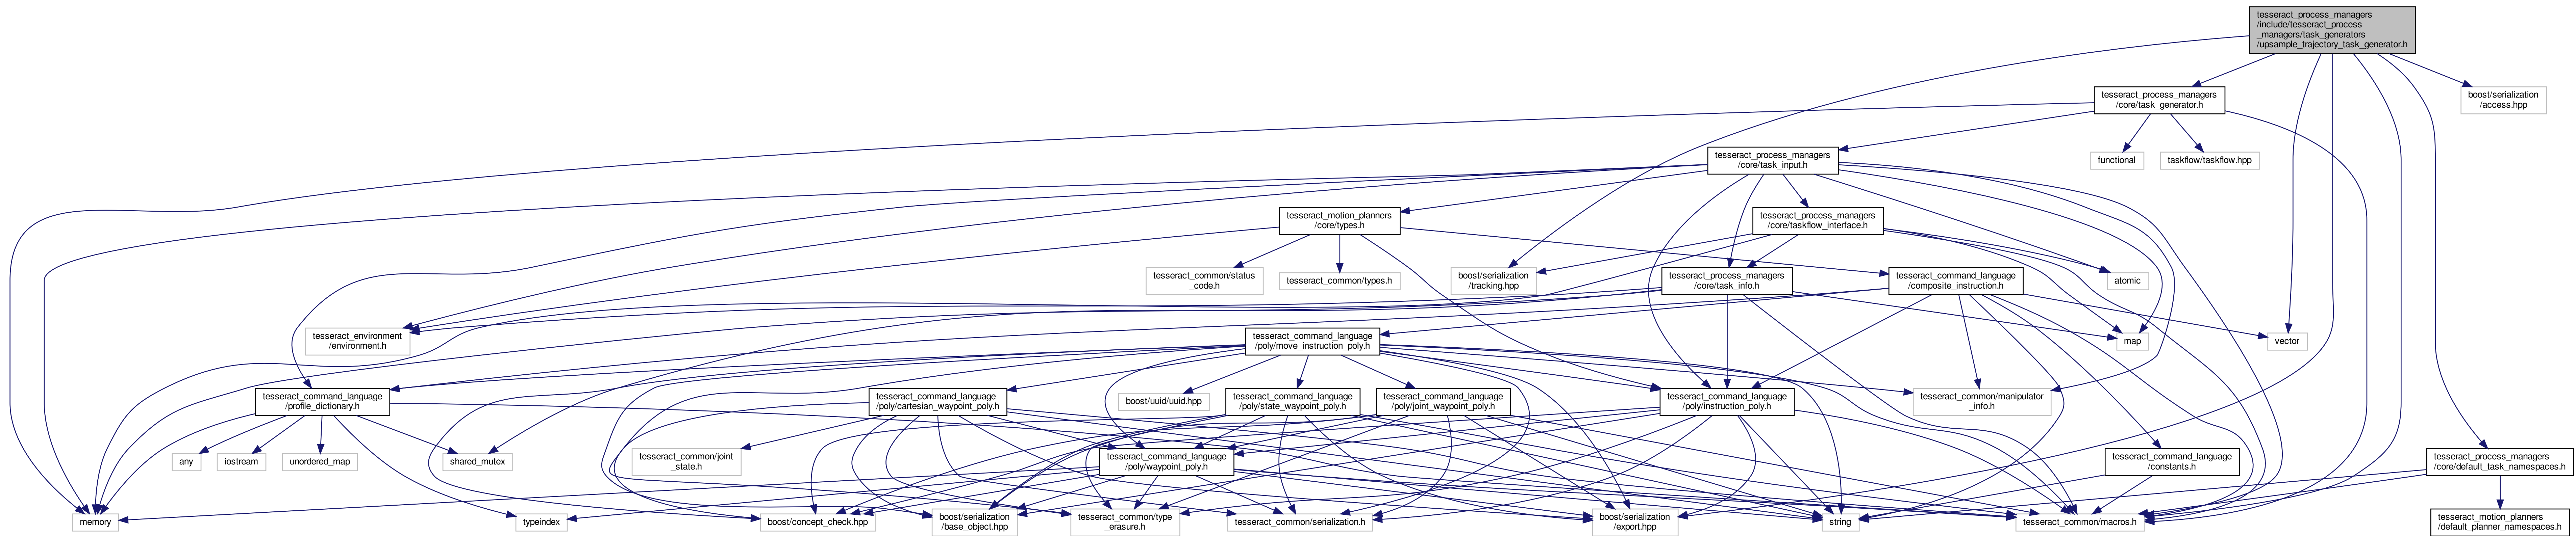 tesseract_process_managers
/include/tesseract_process
_managers/task_generators
/upsample_trajectory_task_generator.h
tesseract_process_managers
/core/task_generator.h
boost/serialization
/access.hpp
tesseract_process_managers
/core/task_input.h
functional
taskflow/taskflow.hpp
tesseract_motion_planners
/core/types.h
tesseract_process_managers
/core/taskflow_interface.h
tesseract_common/status
_code.h
tesseract_common/types.h
boost/serialization
/tracking.hpp
tesseract_process_managers
/core/task_info.h
tesseract_command_language
/composite_instruction.h
atomic
tesseract_environment
/environment.h
tesseract_command_language
/poly/move_instruction_poly.h
map
vector
tesseract_command_language
/profile_dictionary.h
tesseract_command_language
/poly/cartesian_waypoint_poly.h
boost/uuid/uuid.hpp
tesseract_command_language
/poly/state_waypoint_poly.h
tesseract_command_language
/poly/joint_waypoint_poly.h
tesseract_command_language
/poly/instruction_poly.h
tesseract_common/manipulator
_info.h
any
iostream
unordered_map
shared_mutex
tesseract_common/joint
_state.h
tesseract_command_language
/poly/waypoint_poly.h
tesseract_command_language
/constants.h
tesseract_process_managers
/core/default_task_namespaces.h
memory
typeindex
boost/concept_check.hpp
boost/serialization
/base_object.hpp
tesseract_common/type
_erasure.h
tesseract_common/serialization.h
boost/serialization
/export.hpp
string
tesseract_common/macros.h
tesseract_motion_planners
/default_planner_namespaces.h